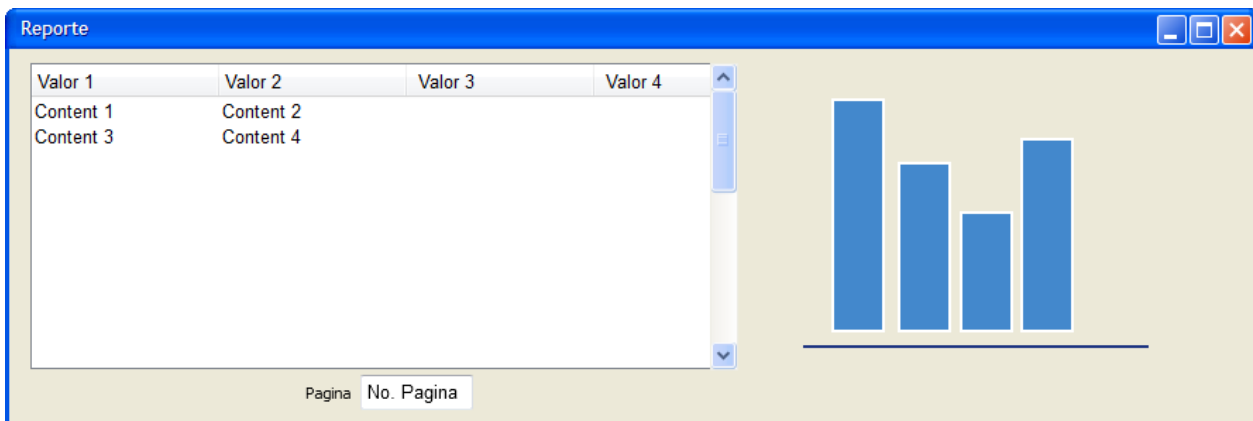 Reporte
Valor 1 Valor 2 Valor 3 Valor 4
Content 1 Content 2
Content 3 Content 4
Pagina No. Pagina